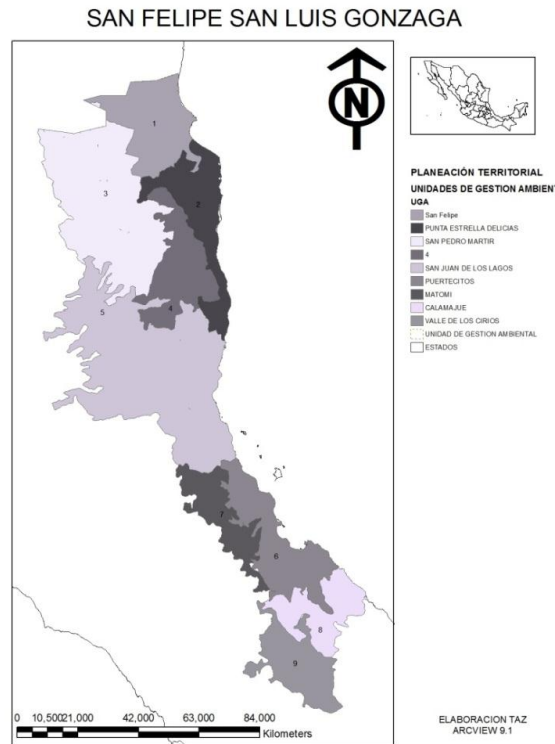 SAN FELIPE SAN LUIS GONZAGA
N
1
3
2
4
5
7
6
8
9
0 10,50021,000 42,000 63,000 84,000
Kilometers
PLANEACIÓN TERRITORIAL
UNIDADES DE GESTION AMBIENT
UGA
San Felipe
PUNTA ESTRELLA DELICIAS
SAN PEDRO MARTIR
4
SAN JUAN DE LOS LAGOS
PUERTECITOS
MATOMI
CALAMAJUE
VALLE DE LOS CIRIOS
UNIDAD DE GESTION AMBIENTAL
ESTADOS
ELABORACION TAZ
ARCVIEW 9.1